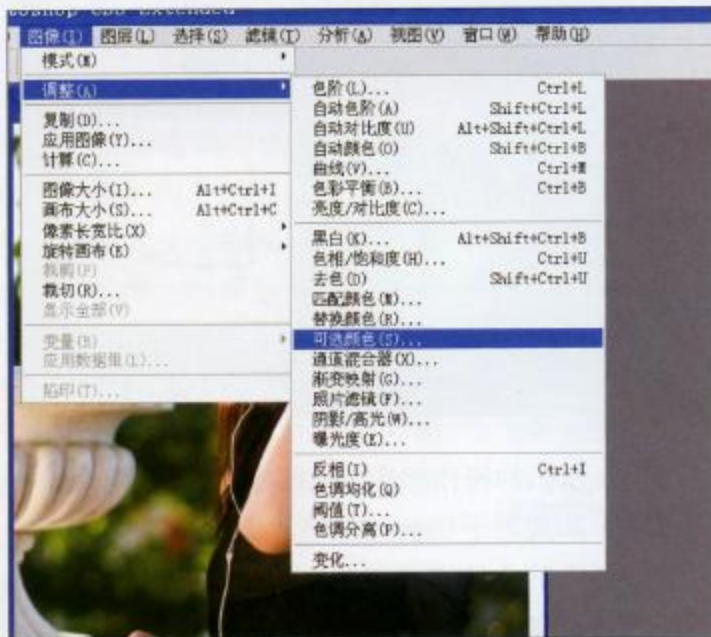 图像(I) 图层(L) 选择(S) 滤镜(T) 分析(A) 视图(V) 窗口(W) 帮助(H)
模式(M)
调整(A)
复制(D)...
应用图像(Y)...
计算(C)...
图像大小(I)... Alt+Ctrl+I
画布大小(S)... Alt+Ctrl+C
像素长宽比(X)
旋转画布(E)
裁剪(P)
裁切(R)...
显示全部(V)
变量(B)
应用数据组(L)...
陷印(T)...
色阶(L)... Ctrl+L
自动色阶(A) Shift+Ctrl+L
自动对比度(U) Alt+Shift+Ctrl+L
自动颜色(O) Shift+Ctrl+B
曲线(V)... Ctrl+M
色彩平衡(B)... Ctrl+B
亮度/对比度(C)...
黑白(K)... Alt+Shift+Ctrl+B
色相/饱和度(H)... Ctrl+U
去色(D) Shift+Ctrl+U
匹配颜色(M)...
替换颜色(R)...
可选颜色(S)...
通道混合器(X)...
渐变映射(G)...
照片滤镜(F)...
阴影/高光(W)...
曝光度(E)...
反相(I) Ctrl+I
色调均化(Q)
阈值(T)...
色调分离(P)...
变化...